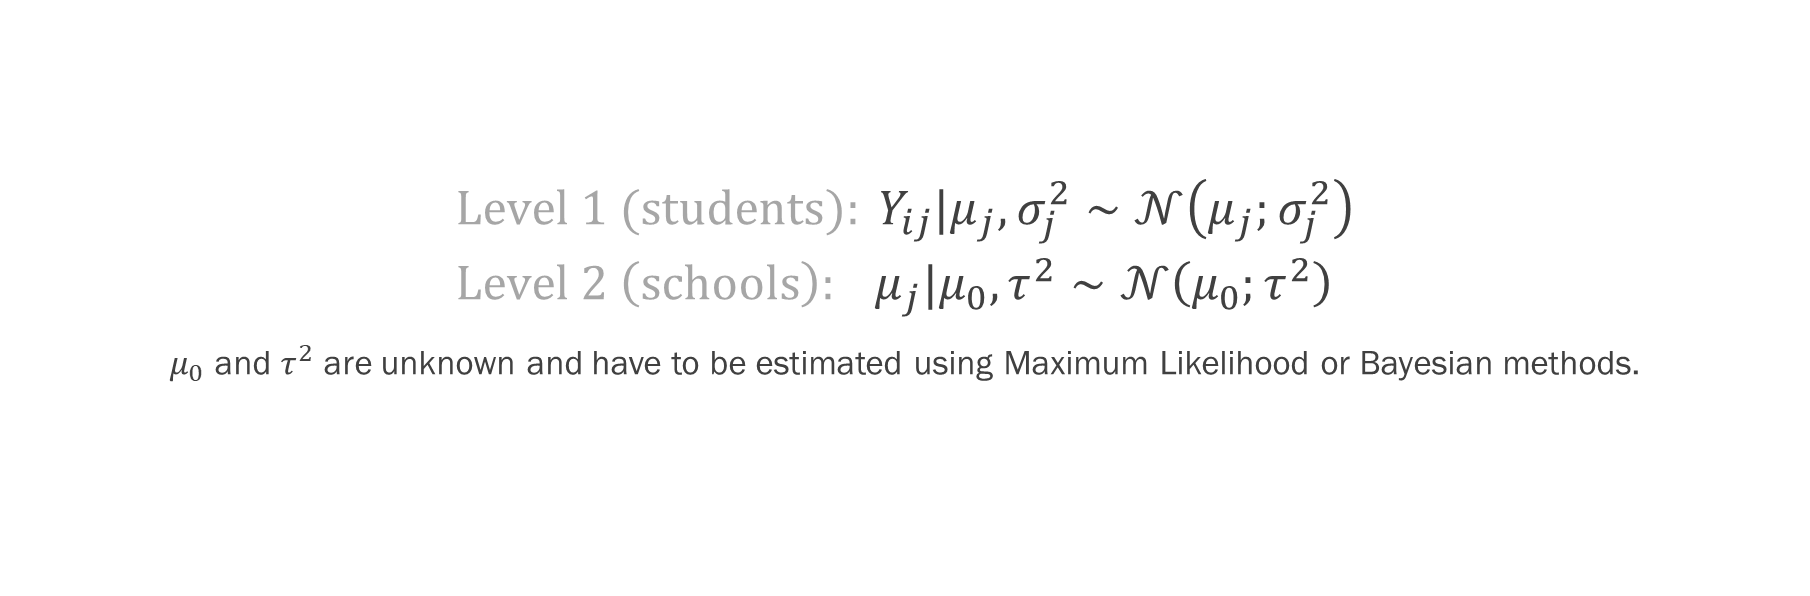 Level 1 (students): Y_{ij}|μ_j, σ_j^2 ~ 𝒩(μ_j; σ_j^2)
Level 2 (schools): μ_j|μ_0, τ^2 ~ 𝒩(μ_0; τ^2)
μ_0 and τ^2 are unknown and have to be estimated using Maximum Likelihood or Bayesian methods.